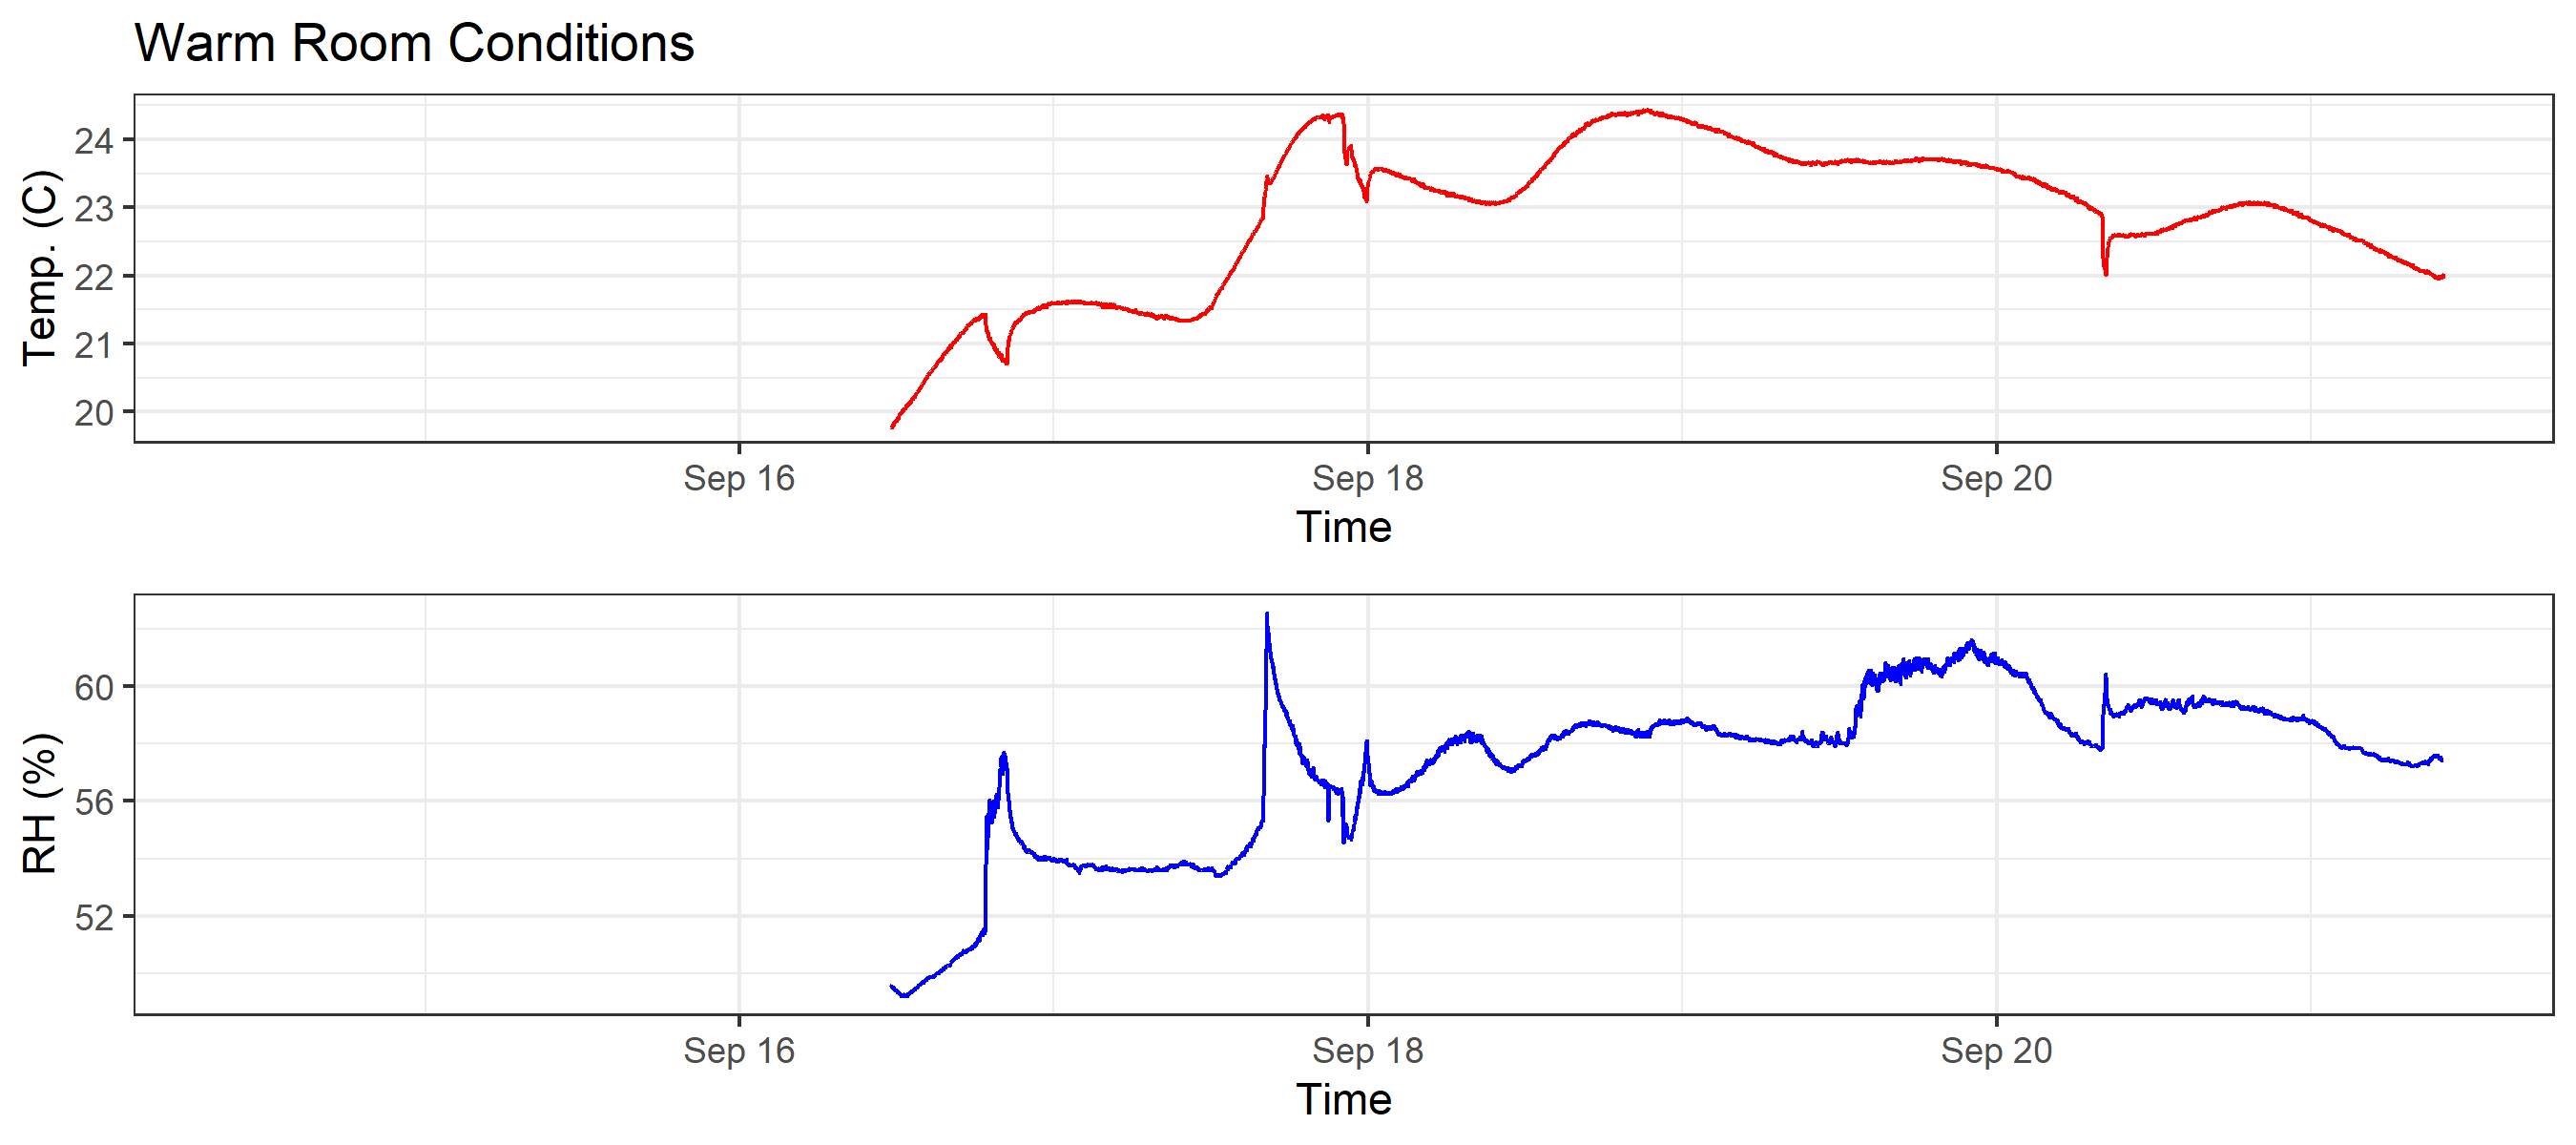 Warm Room Conditions
Temp. (C)
24
23
22
21
20
Sep 16 Sep 18 Sep 20
Time
RH (%)
60
56
52
Sep 16 Sep 18 Sep 20
Time